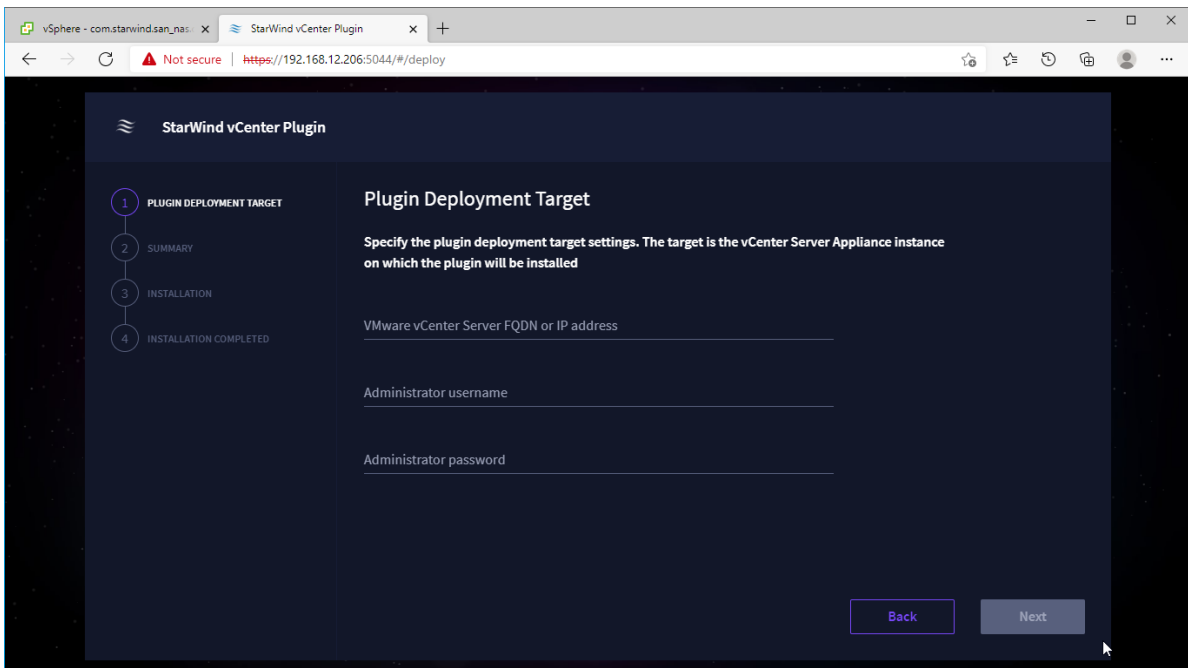 vSphere - com.starwind.san_nas.
StarWind vCenter Plugin
Not secure
https://192.168.12.206:5044/#/deploy
StarWind vCenter Plugin
1 PLUGIN DEPLOYMENT TARGET
2 SUMMARY
3 INSTALLATION
4 INSTALLATION COMPLETED
Plugin Deployment Target
Specify the plugin deployment target settings. The target is the vCenter Server Appliance instance
on which the plugin will be installed
VMware vCenter Server FQDN or IP address
Administrator username
Administrator password
Back
Next